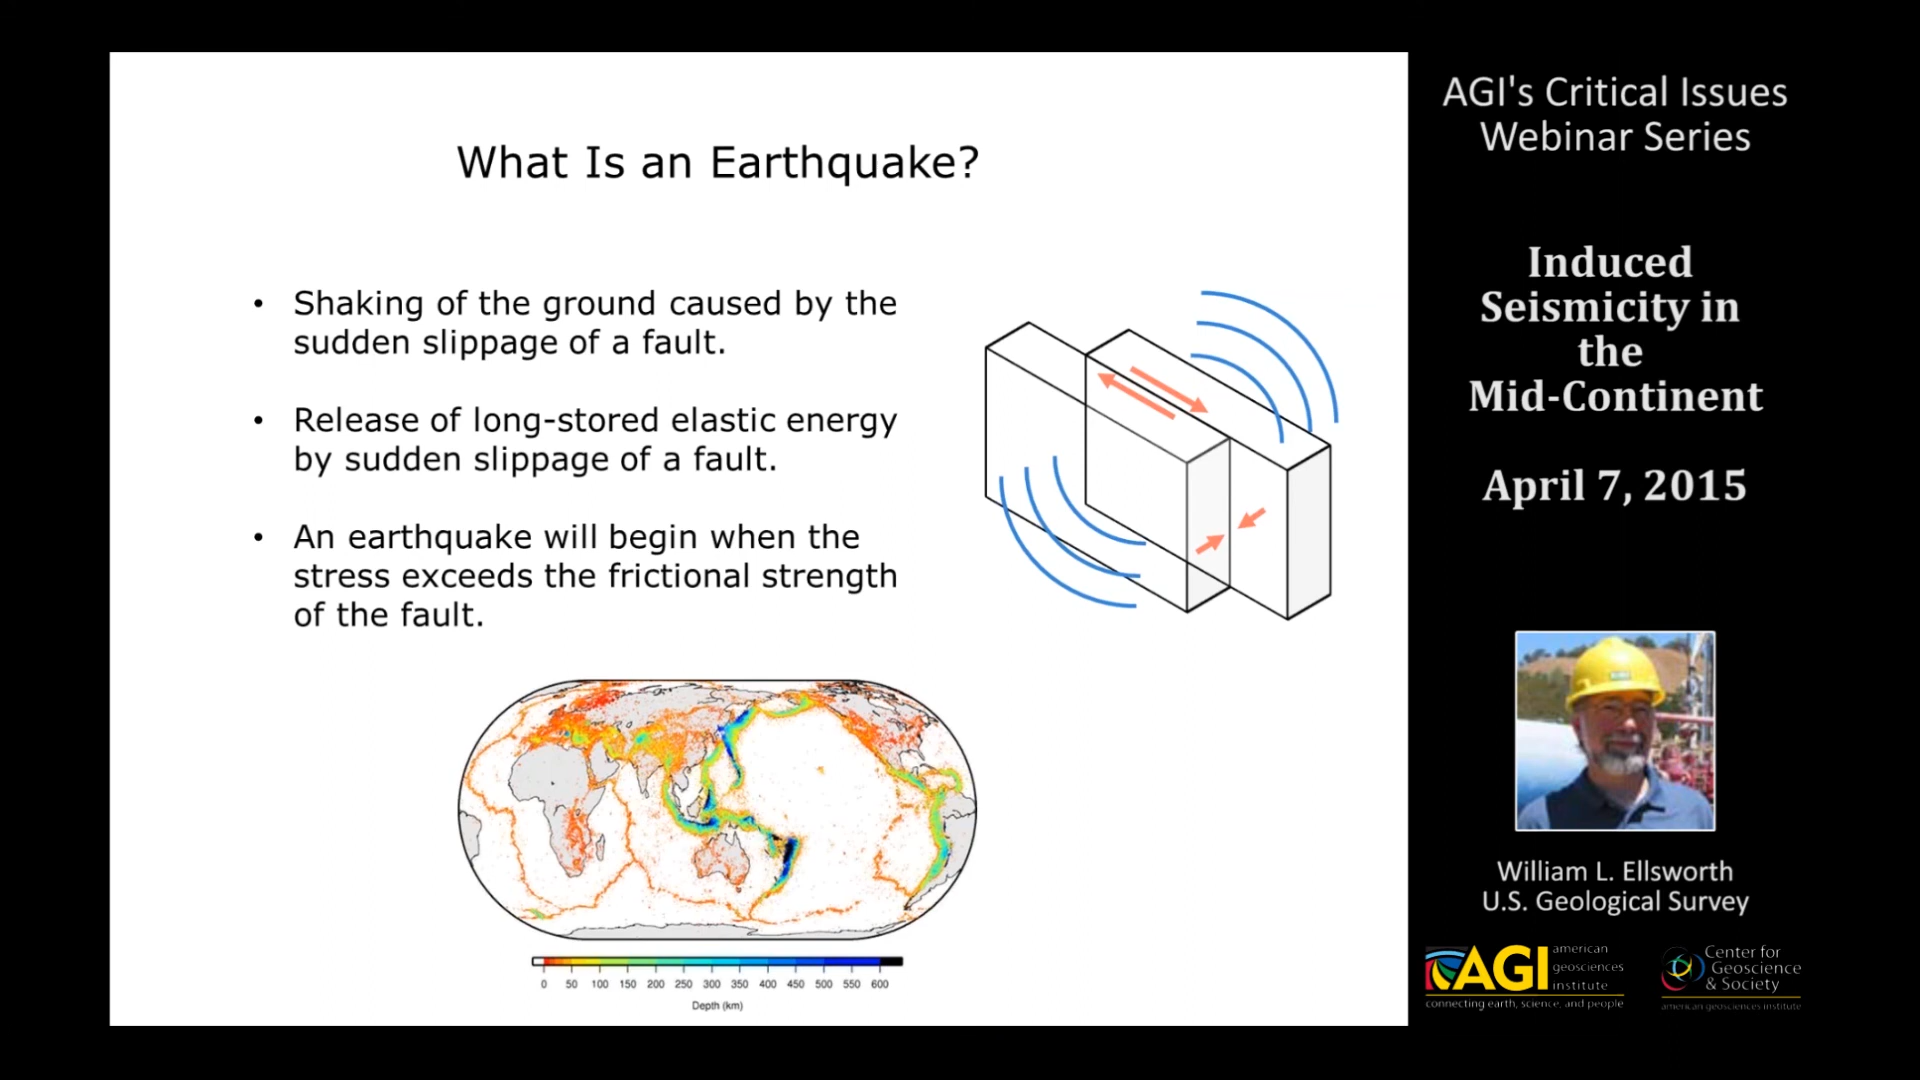 What Is an Earthquake?
• Shaking of the ground caused by the
sudden slippage of a fault.
• Release of long-stored elastic energy
by sudden slippage of a fault.
• An earthquake will begin when the
stress exceeds the frictional strength
of the fault.
0 50 100 150 200 250 300 350 400 450 500 550 600
Depth (km)
AGI's Critical Issues
Webinar Series
Induced
Seismicity in
the
Mid-Continent
April 7, 2015
William L. Ellsworth
U.S. Geological Survey
AGI
american
geosciences
institute
connecting earth, science, and people
Center for
Geoscience
& Society
american geosciences institute